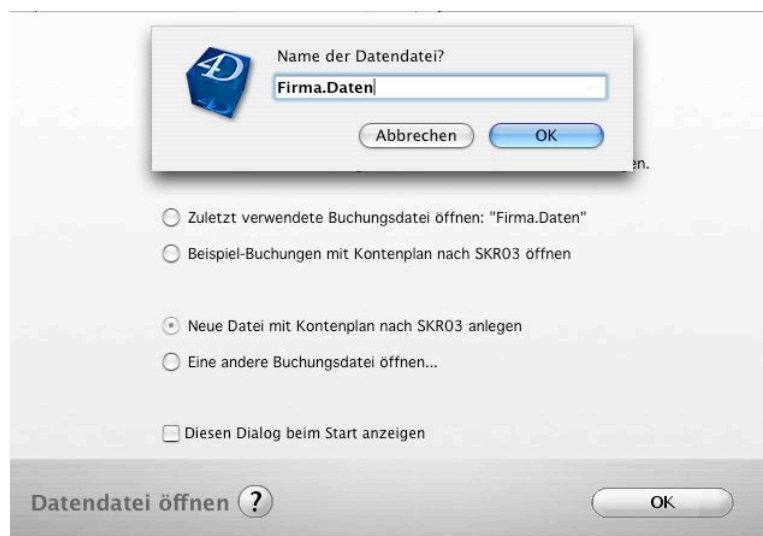 4D
Name der Datendatei?
Firma.Daten
Abbrechen
OK
Zuletzt verwendete Buchungsdatei öffnen: "Firma.Daten"
Beispiel-Buchungen mit Kontenplan nach SKR03 öffnen
Neue Datei mit Kontenplan nach SKR03 anlegen
Eine andere Buchungsdatei öffnen...
Diesen Dialog beim Start anzeigen
Datendatei öffnen ?
OK